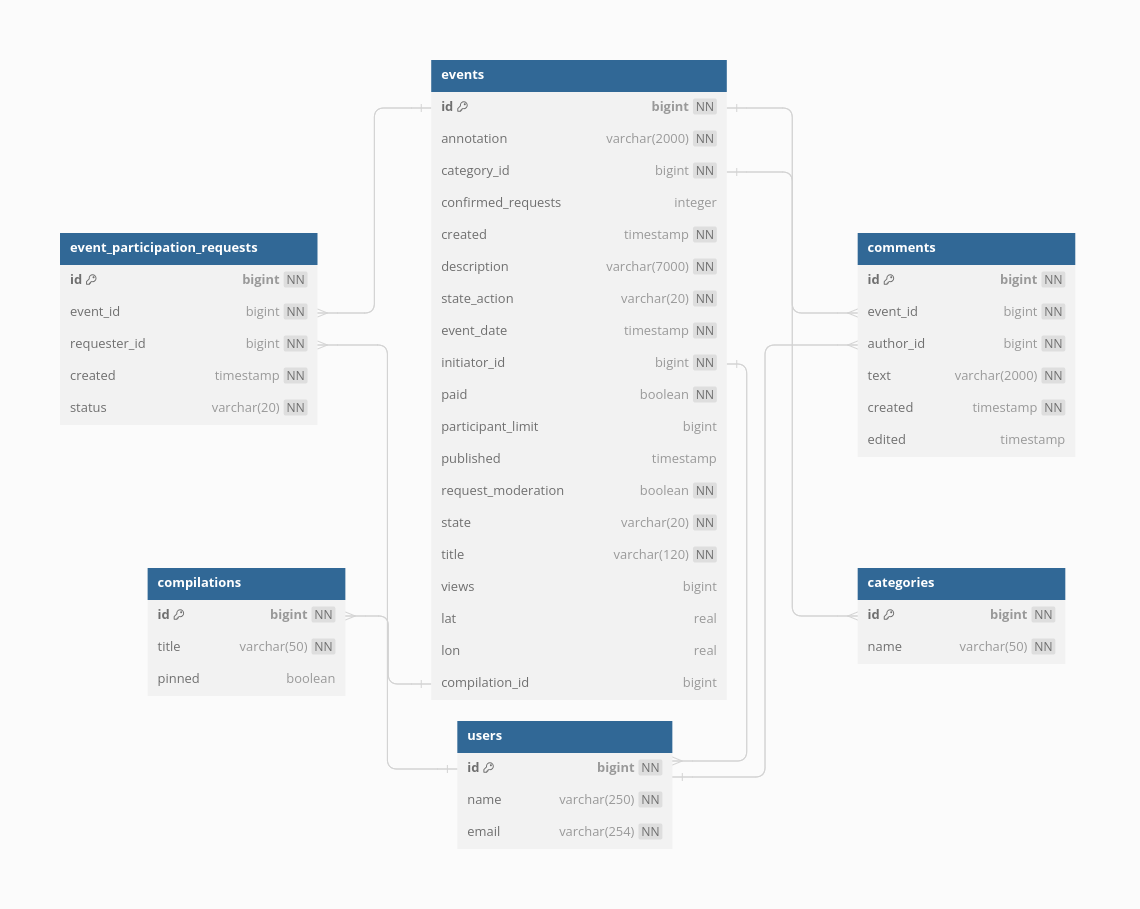 events
id bigint NN
annotation varchar(2000) NN
category_id bigint NN
confirmed_requests integer
created timestamp NN
description varchar(7000) NN
state_action varchar(20) NN
event_date timestamp NN
initiator_id bigint NN
paid boolean NN
participant_limit bigint
published timestamp
request_moderation boolean NN
state varchar(20) NN
title varchar(120) NN
views bigint
lat real
lon real
compilation_id bigint
event_participation_requests
id bigint NN
event_id bigint NN
requester_id bigint NN
created timestamp NN
status varchar(20) NN
comments
id bigint NN
event_id bigint NN
author_id bigint NN
text varchar(2000) NN
created timestamp NN
edited timestamp
compilations
id bigint NN
title varchar(50) NN
pinned boolean
categories
id bigint NN
name varchar(50) NN
users
id bigint NN
name varchar(250) NN
email varchar(254) NN